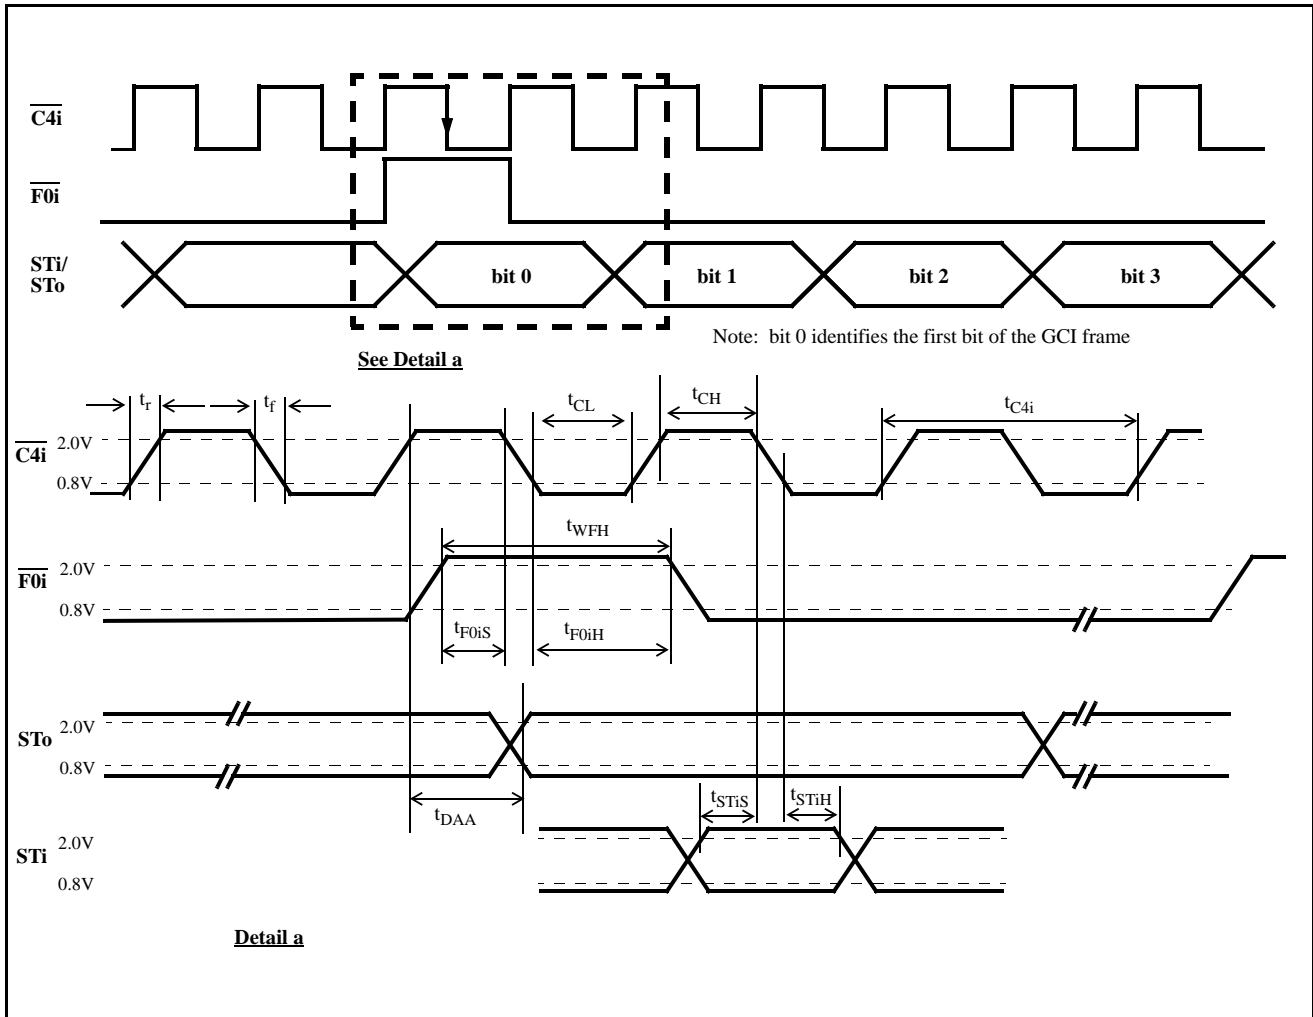 C4i
F0i
STi/
STo
bit 0 bit 1 bit 2 bit 3
Note: bit 0 identifies the first bit of the GCI frame
See Detail a
tr tf tCL tCH tC4i
C4i 2.0V
0.8V
tWFH
F0i 2.0V
0.8V
tF0iS tF0iH
STo 2.0V
0.8V
tDAA tSTiS tSTiH
STi 2.0V
0.8V
Detail a